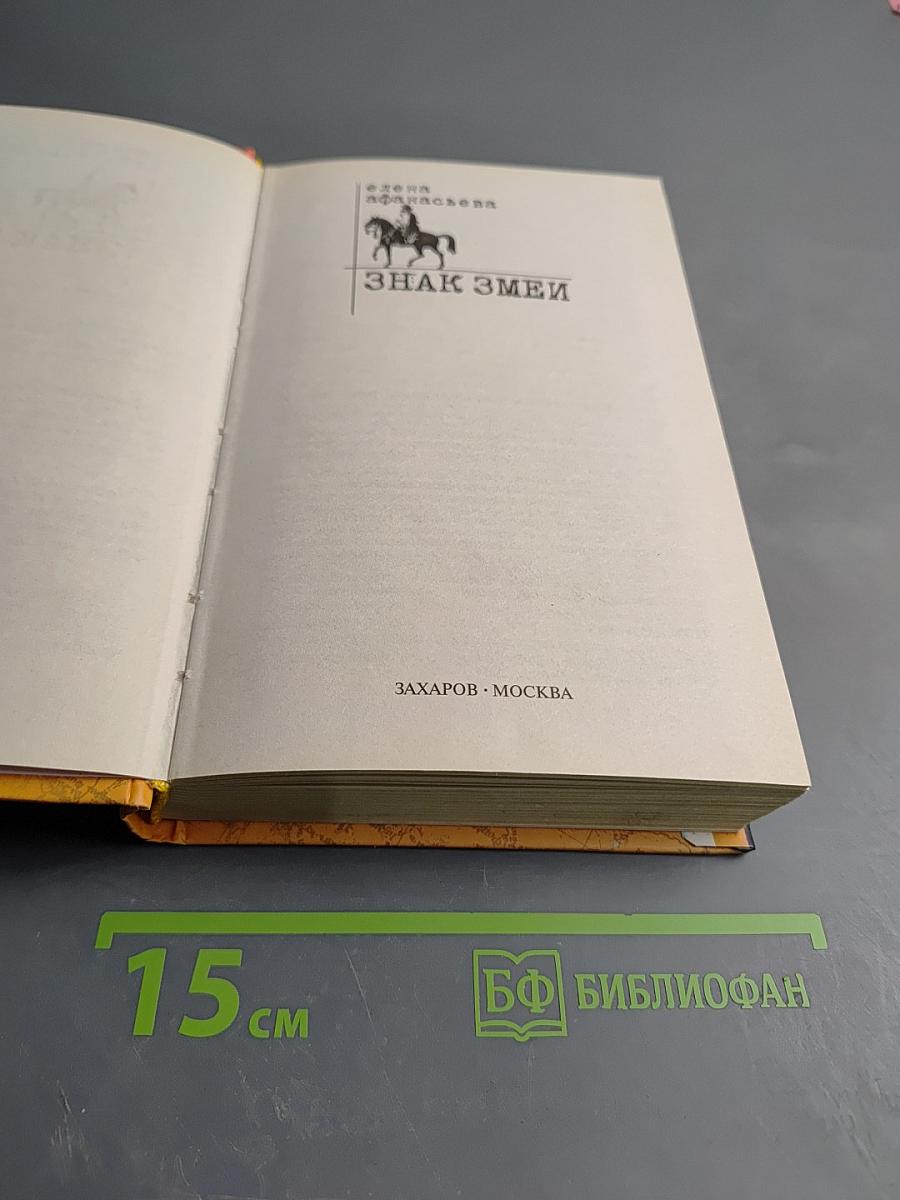 елена
афанасьева
ЗНАК ЗМЕИ
ЗАХАРОВ · МОСКВА
15 см
БФ БИБЛИОФАН